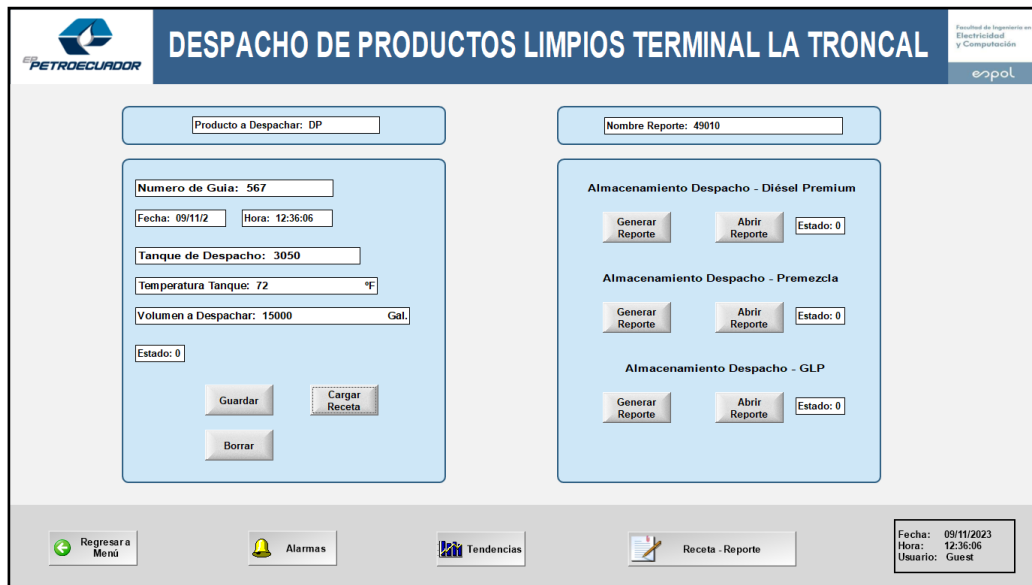 EP
PETROECUADOR
DESPACHO DE PRODUCTOS LIMPIOS TERMINAL LA TRONCAL
Facultad de Ingeniería en
Electricidad
y Computación
espol
Producto a Despachar: DP
Numero de Guia: 567
Fecha: 09/11/2
Hora: 12:36:06
Tanque de Despacho: 3050
Temperatura Tanque: 72 ºF
Volumen a Despachar: 15000 Gal.
Estado: 0
Guardar
Cargar
Receta
Borrar
Nombre Reporte: 49010
Almacenamiento Despacho - Diésel Premium
Generar
Reporte
Abrir
Reporte
Estado: 0
Almacenamiento Despacho - Premezcla
Generar
Reporte
Abrir
Reporte
Estado: 0
Almacenamiento Despacho - GLP
Generar
Reporte
Abrir
Reporte
Estado: 0
Regresar a
Menú
Alarmas
Tendencias
Receta - Reporte
Fecha: 09/11/2023
Hora: 12:36:06
Usuario: Guest